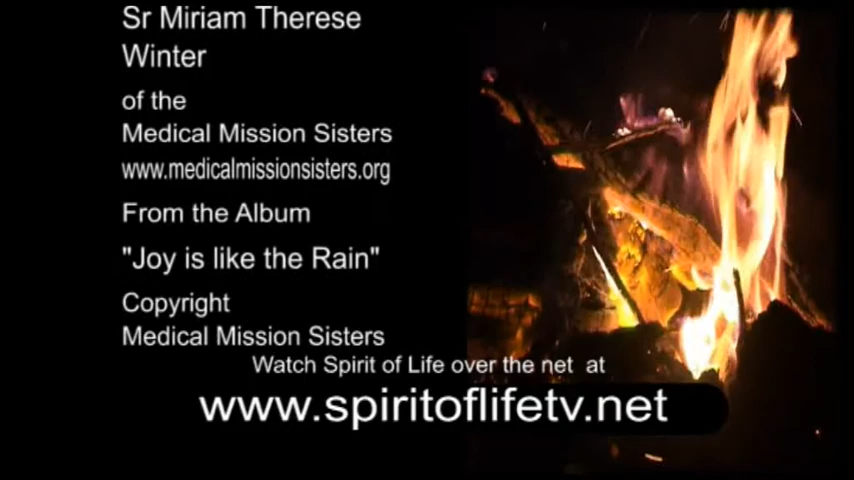 Sr Miriam Therese
Winter
of the
Medical Mission Sisters
www.medicalmissionsisters.org
From the Album
"Joy is like the Rain"
Copyright
Medical Mission Sisters
Watch Spirit of Life over the net at
www.spiritoflifetv.net